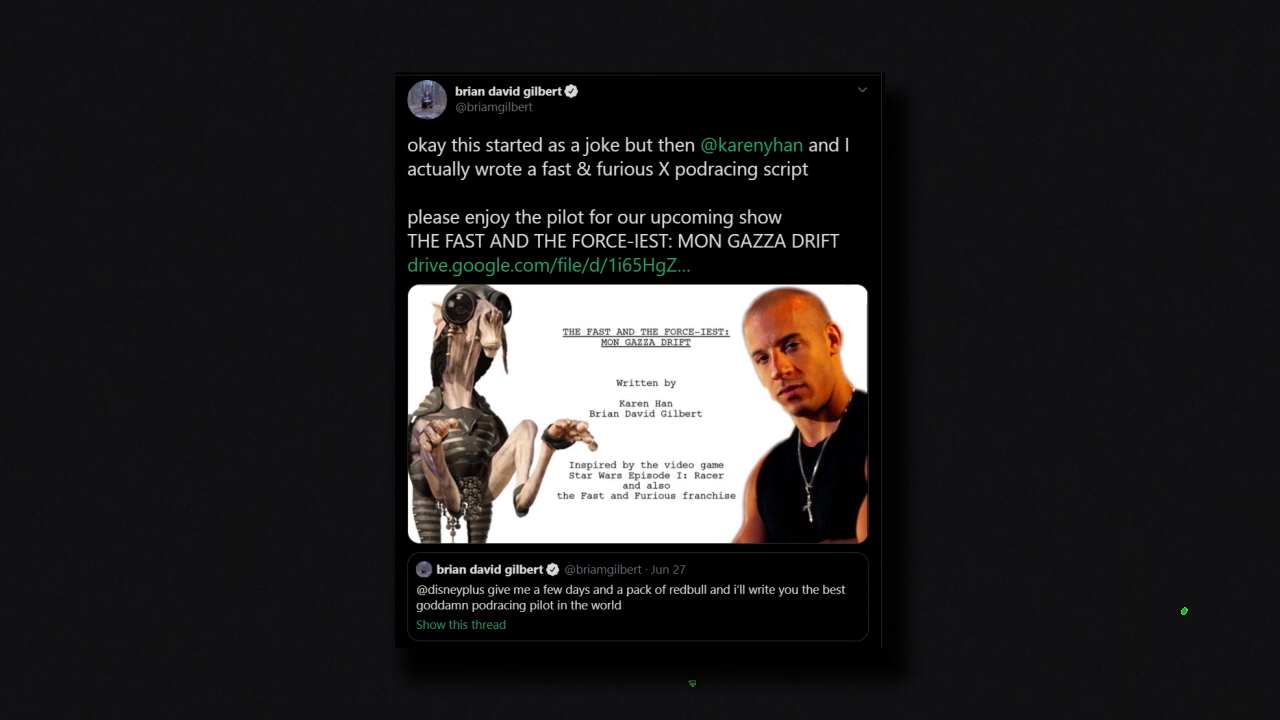 brian david gilbert
@briamgilbert
okay this started as a joke but then @karenyhan and I
actually wrote a fast & furious X podracing script
please enjoy the pilot for our upcoming show
THE FAST AND THE FORCE-IEST: MON GAZZA DRIFT
drive.google.com/file/d/1i65HgZ...
THE FAST AND THE FORCE-IEST:
MON GAZZA DRIFT
Written by
Karen Han
Brian David Gilbert
Inspired by the video game
Star Wars Episode I: Racer
and also
the Fast and Furious franchise
brian david gilbert @briamgilbert · Jun 27
@disneyplus give me a few days and a pack of redbull and i'll write you the best
goddamn podracing pilot in the world
Show this thread